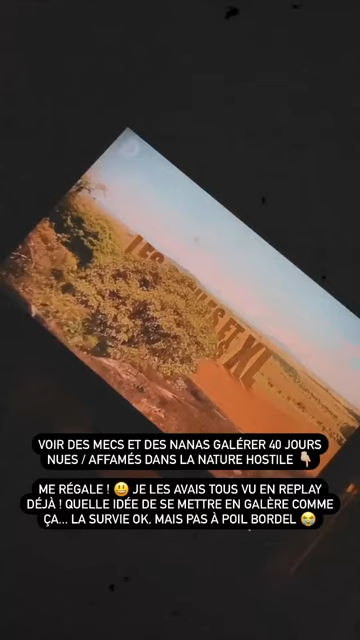 LES
ET
XL
VOIR DES MECS ET DES NANAS GALÉRER 40 JOURS
NUES / AFFAMÉS DANS LA NATURE HOSTILE 👇🏼
ME RÉGALE ! 😃 JE LES AVAIS TOUS VU EN REPLAY
DÉJÀ ! QUELLE IDÉE DE SE METTRE EN GALÈRE COMME
ÇA... LA SURVIE OK. MAIS PAS À POIL BORDEL 😭